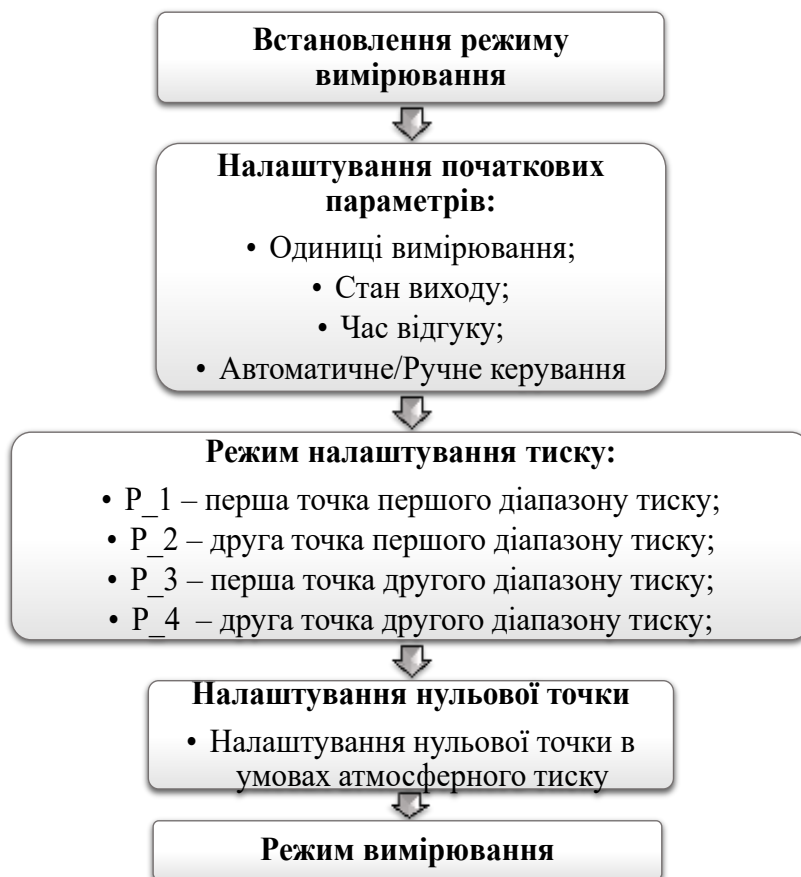 Встановлення режиму
вимірювання
Налаштування початкових
параметрів:
• Одиниці вимірювання;
• Стан виходу;
• Час відгуку;
• Автоматичне/Ручне керування
Режим налаштування тиску:
• P_1 – перша точка першого діапазону тиску;
• P_2 – друга точка першого діапазону тиску;
• P_3 – перша точка другого діапазону тиску;
• P_4 – друга точка другого діапазону тиску;
Налаштування нульової точки
• Налаштування нульової точки в
умовах атмосферного тиску
Режим вимірювання